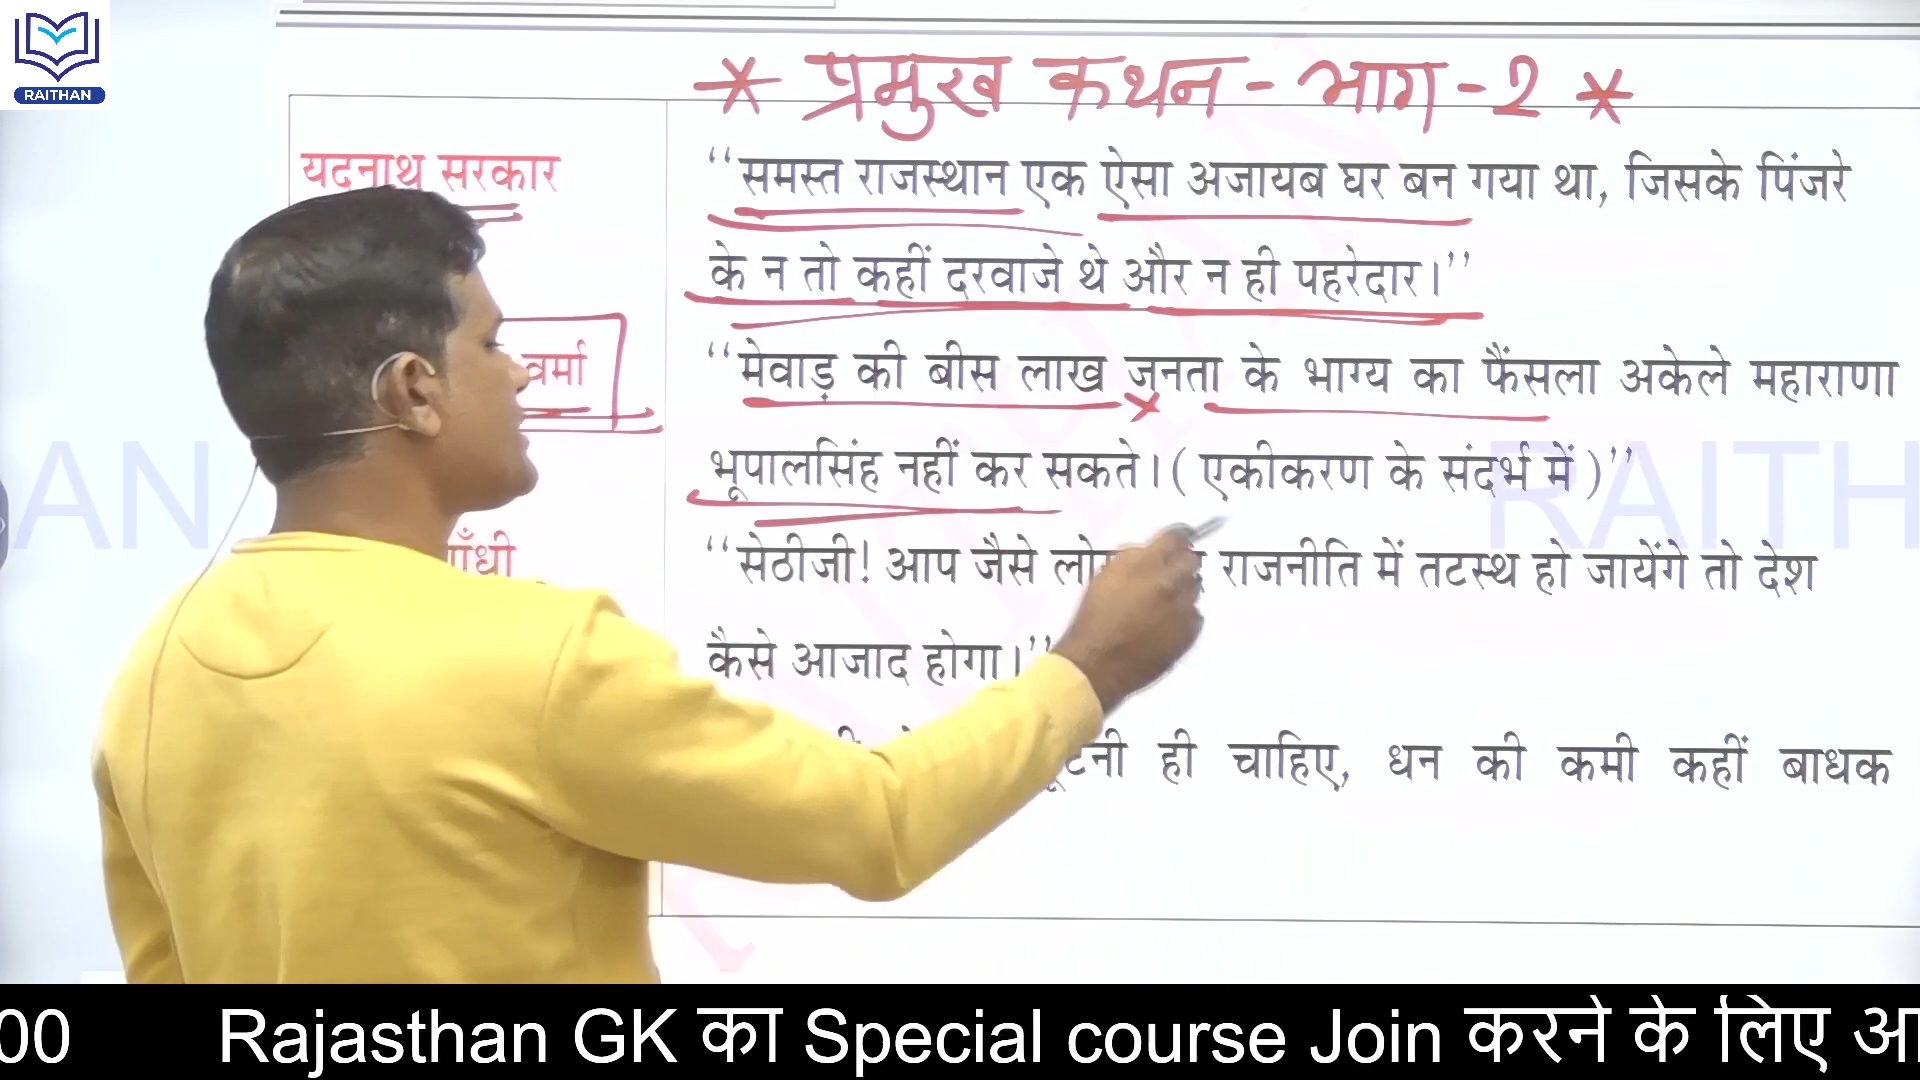 RAITHAN
* प्रमुख कथन - भाग - 2 *
यदुनाथ सरकार
“समस्त राजस्थान एक ऐसा अजायब घर बन गया था, जिसके पिंजरे
के न तो कहीं दरवाजे थे और न ही पहरेदार।”
वर्मा
“मेवाड़ की बीस लाख जनता के भाग्य का फैंसला अकेले महाराणा
भूपालसिंह नहीं कर सकते। ( एकीकरण के संदर्भ में )”
गाँधी
“सेठीजी! आप जैसे राजनीति में तटस्थ हो जायेंगे तो देश
कैसे आजाद होगा।”
ही चाहिए, धन की कमी कहीं बाधक
00 Rajasthan GK का Special course Join करने के लिए